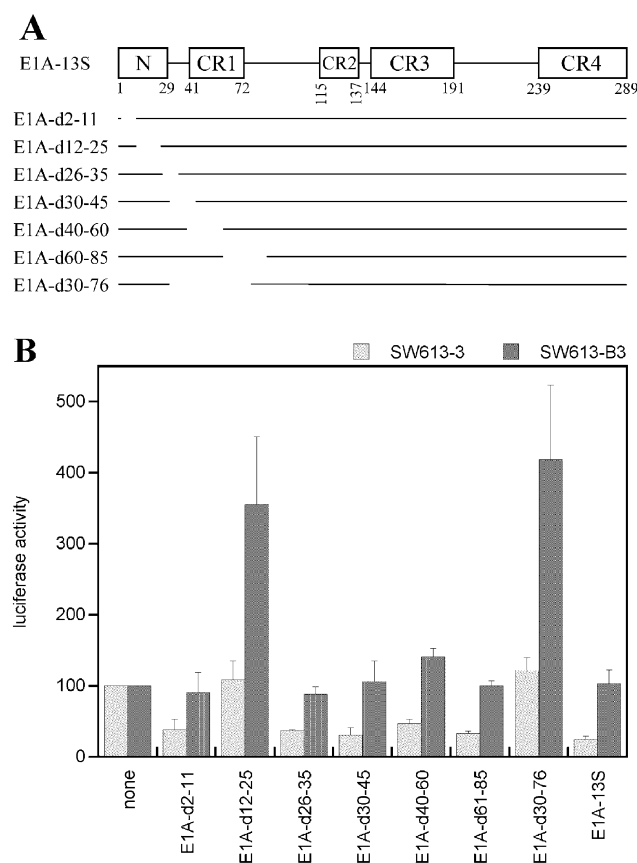 A
E1A-13S N CR1 CR2 CR3 CR4
1 29 41 72 115 137 144 191 239 289
E1A-d2-11
E1A-d12-25
E1A-d26-35
E1A-d30-45
E1A-d40-60
E1A-d60-85
E1A-d30-76
B
SW613-3 SW613-B3
luciferase activity
500
400
300
200
100
0
none
E1A-d2-11
E1A-d12-25
E1A-d26-35
E1A-d30-45
E1A-d40-60
E1A-d61-85
E1A-d30-76
E1A-13S